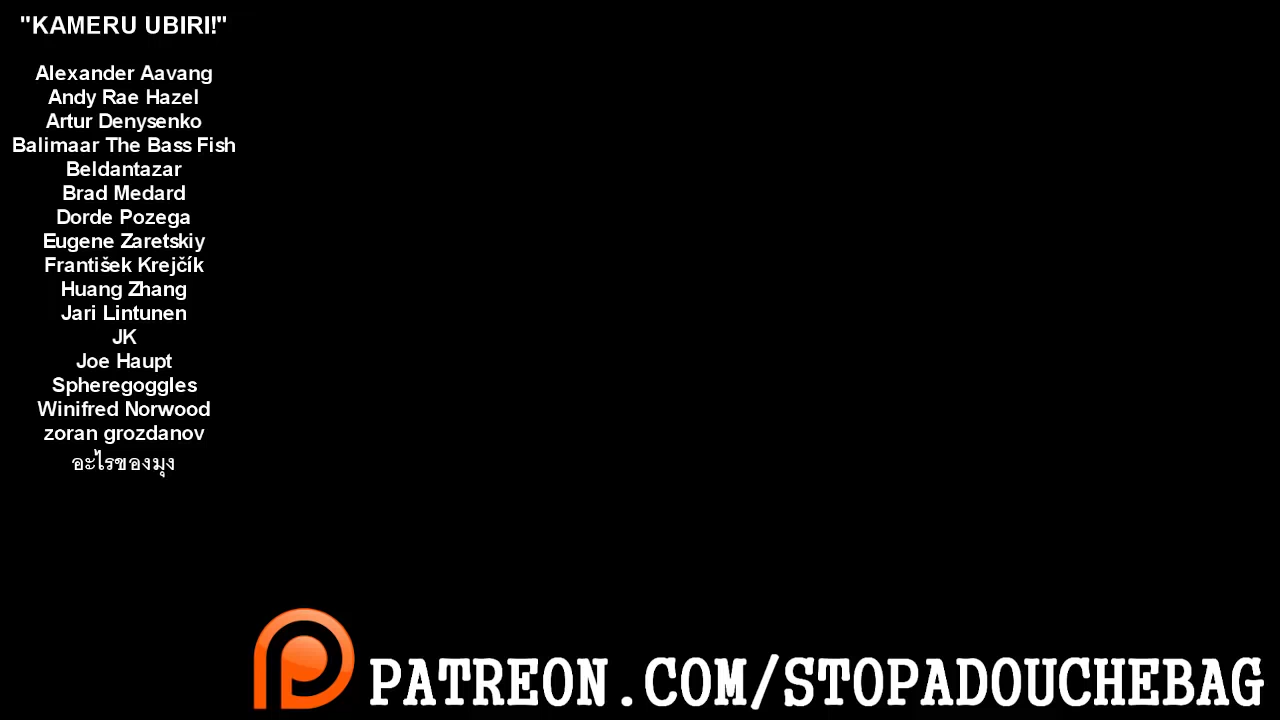 "KAMERU UBIRI!"
Alexander Aavang
Andy Rae Hazel
Artur Denysenko
Balimaar The Bass Fish
Beldantazar
Brad Medard
Dorde Pozega
Eugene Zaretskiy
František Krejčík
Huang Zhang
Jari Lintunen
JK
Joe Haupt
Spheregoggles
Winifred Norwood
zoran grozdanov
อะไรของมุง
PATREON.COM/STOPADOUCHEBAG